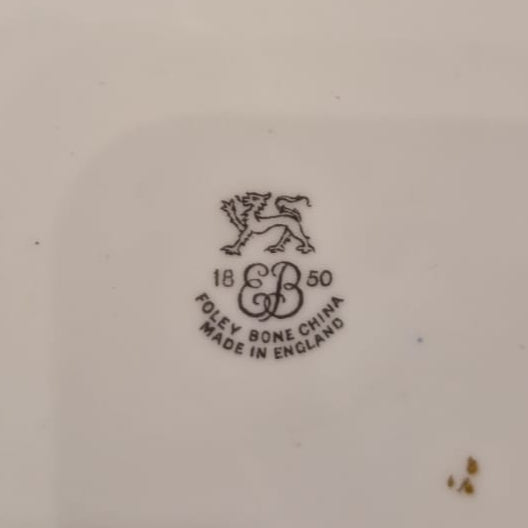 18 EB 50
FOLEY BONE CHINA
MADE IN ENGLAND